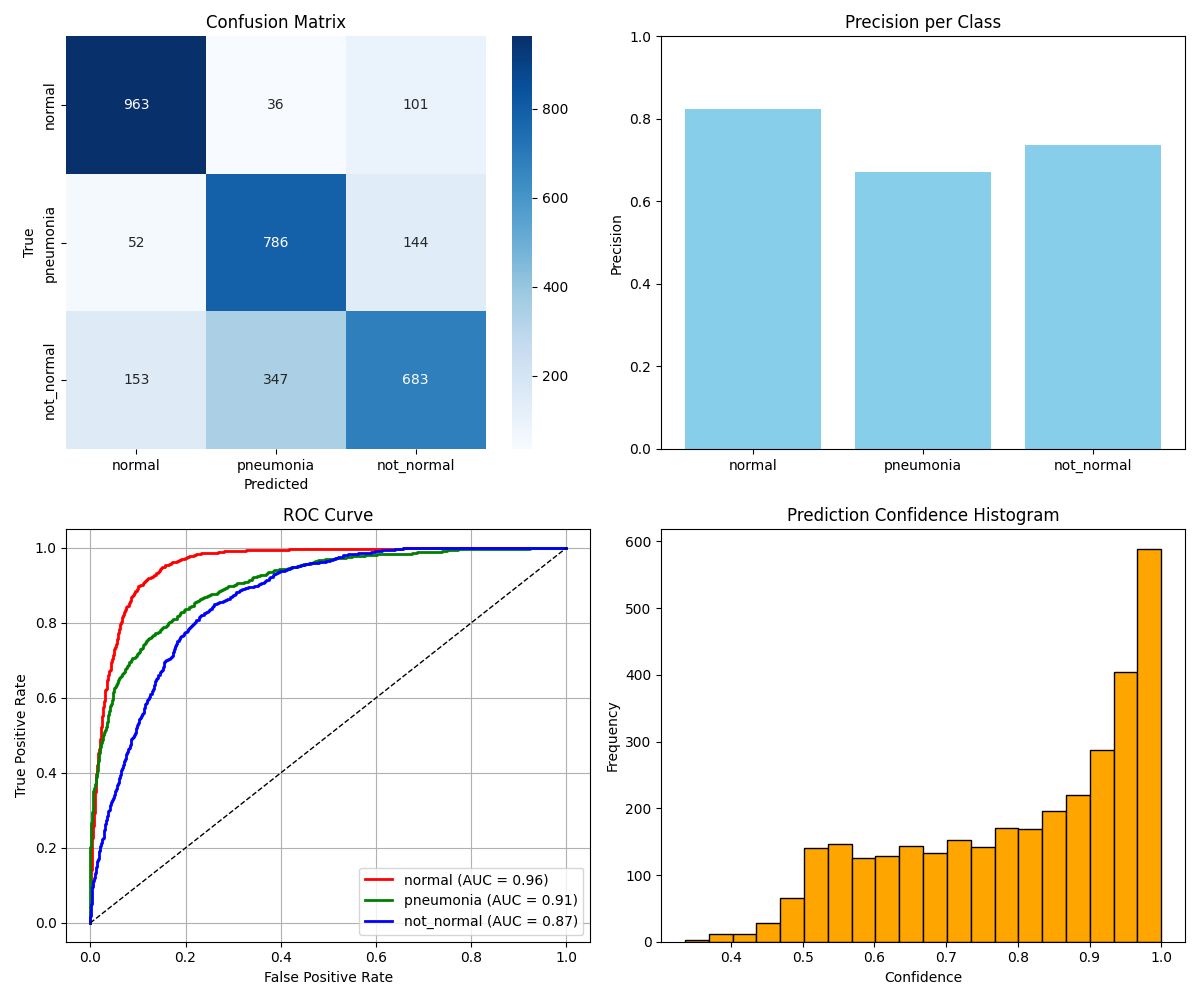 Confusion Matrix
963 36 101
52 786 144
153 347 683
normal
pneumonia
not_normal
True
normal pneumonia not_normal
Predicted
800
600
400
200
Precision per Class
1.0
0.8
0.6
0.4
0.2
0.0
Precision
normal pneumonia not_normal
ROC Curve
1.0
0.8
0.6
0.4
0.2
0.0
True Positive Rate
normal (AUC = 0.96)
pneumonia (AUC = 0.91)
not_normal (AUC = 0.87)
0.0 0.2 0.4 0.6 0.8 1.0
False Positive Rate
Prediction Confidence Histogram
600
500
400
300
200
100
0
Frequency
0.4 0.5 0.6 0.7 0.8 0.9 1.0
Confidence